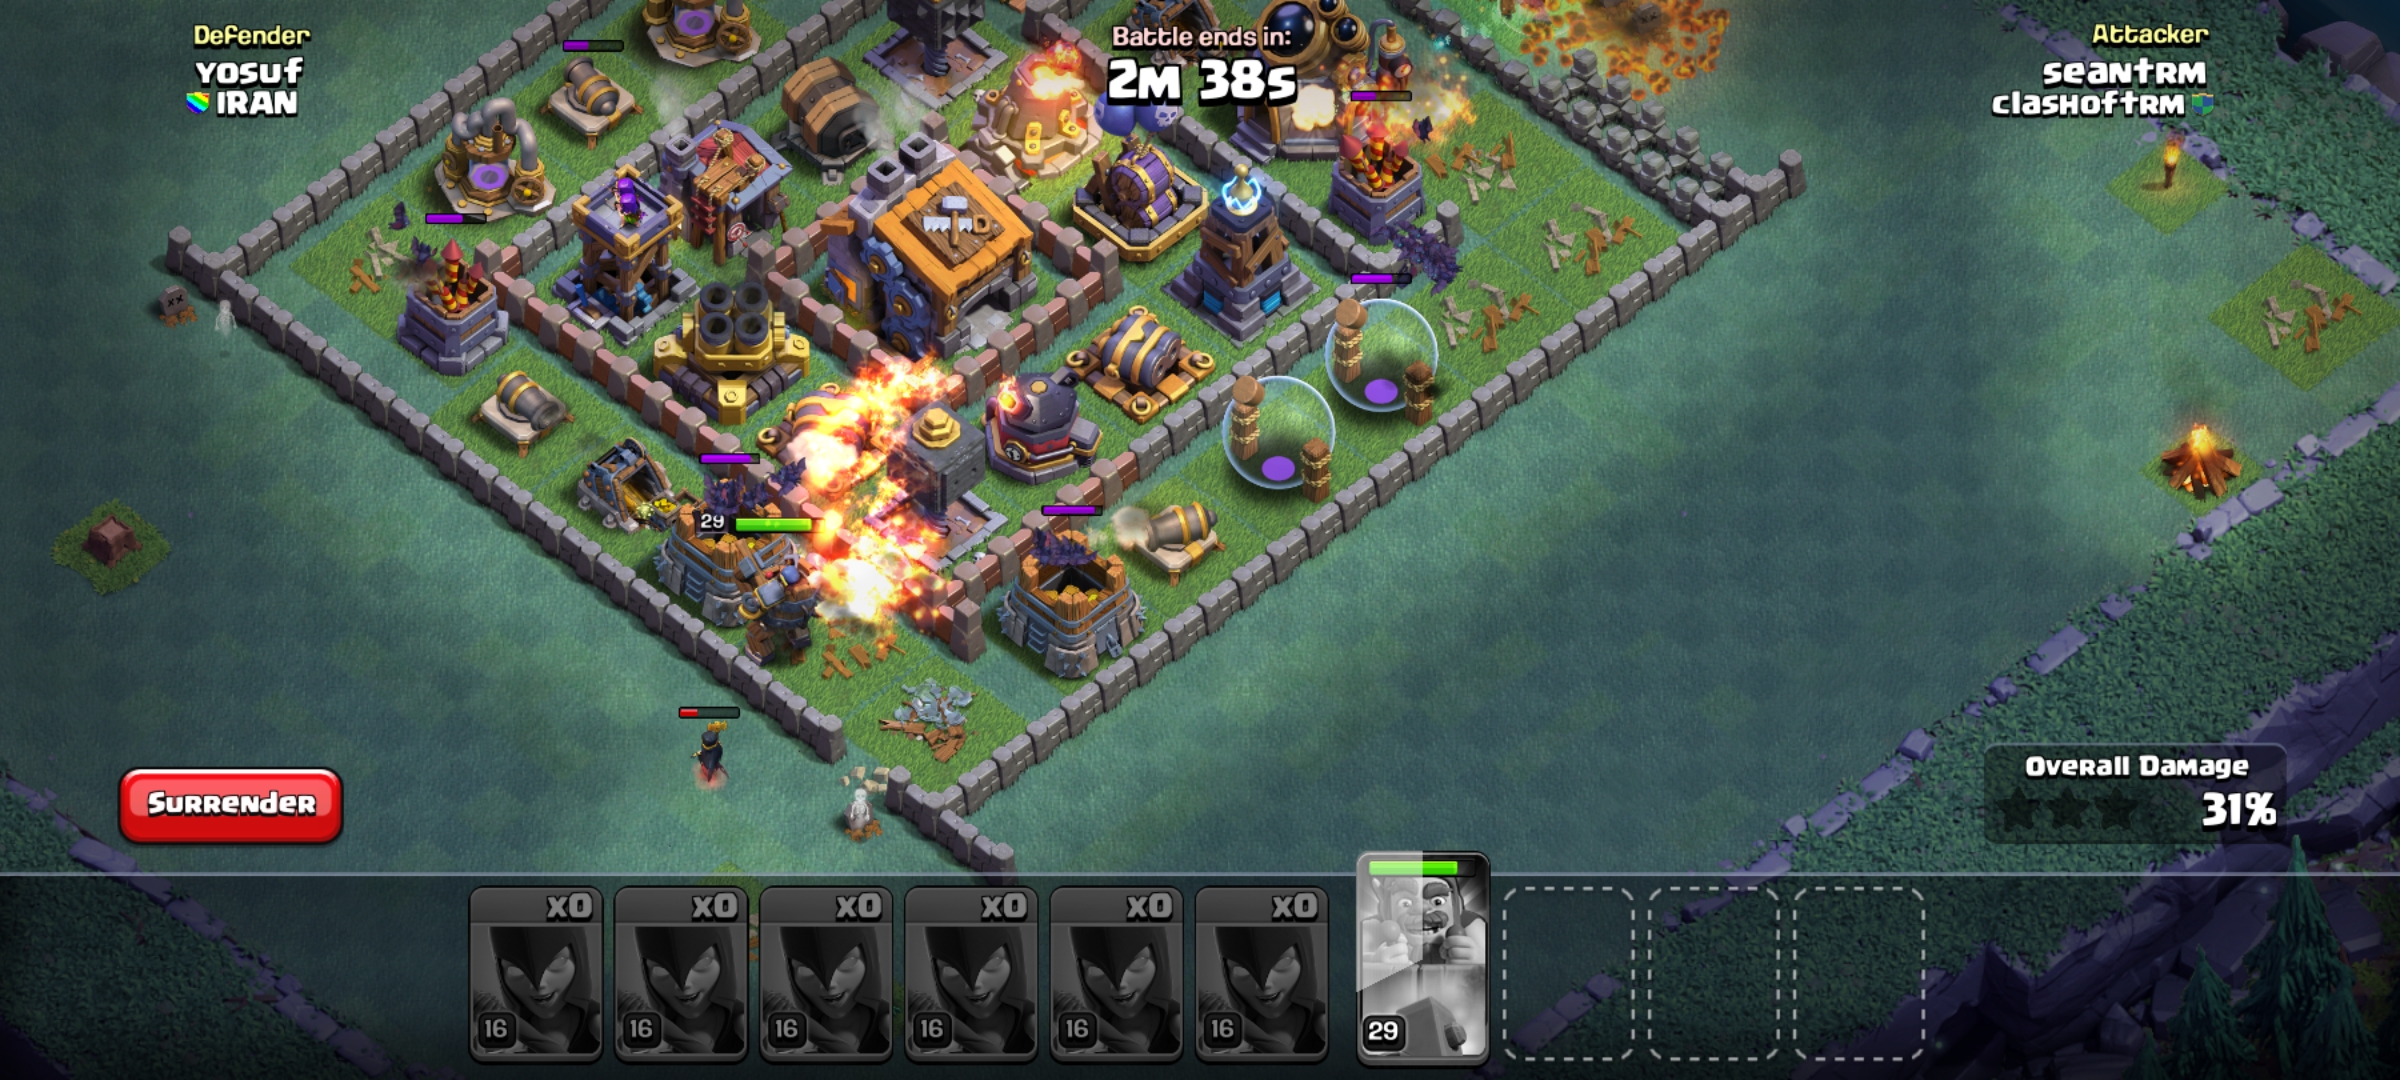 Defender
Yosuf
IRAN
Battle ends in:
2M 38s
Attacker
seantRM
clashoftRM
29
Surrender
Overall Damage
31%
x0
x0
x0
x0
x0
x0
16
16
16
16
16
16
29